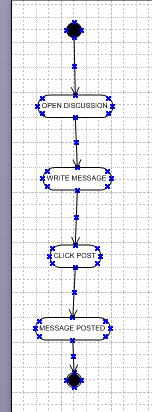 OPEN DISCUSSION
WRITE MESSAGE
CLICK POST
MESSAGE POSTED